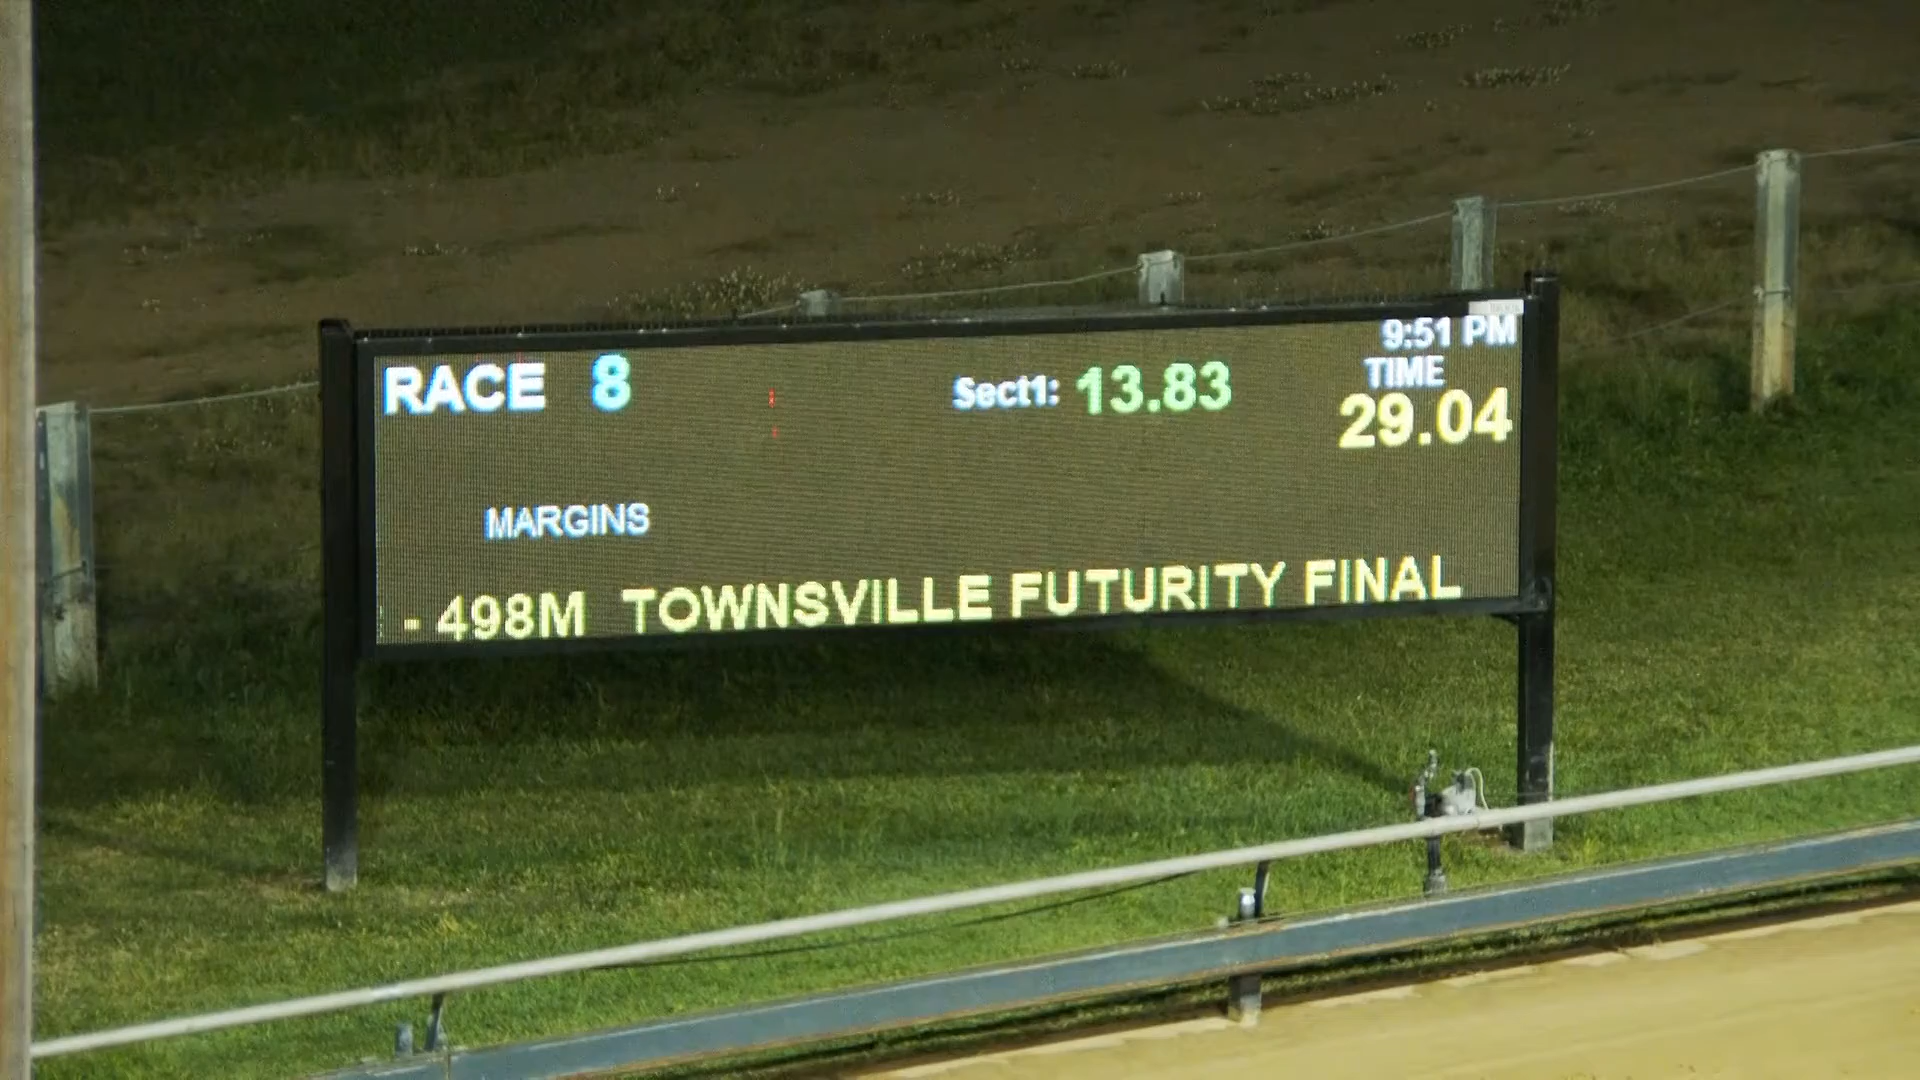 9:51 PM
RACE 8 Sect1: 13.83 TIME
29.04
MARGINS
- 498M TOWNSVILLE FUTURITY FINAL